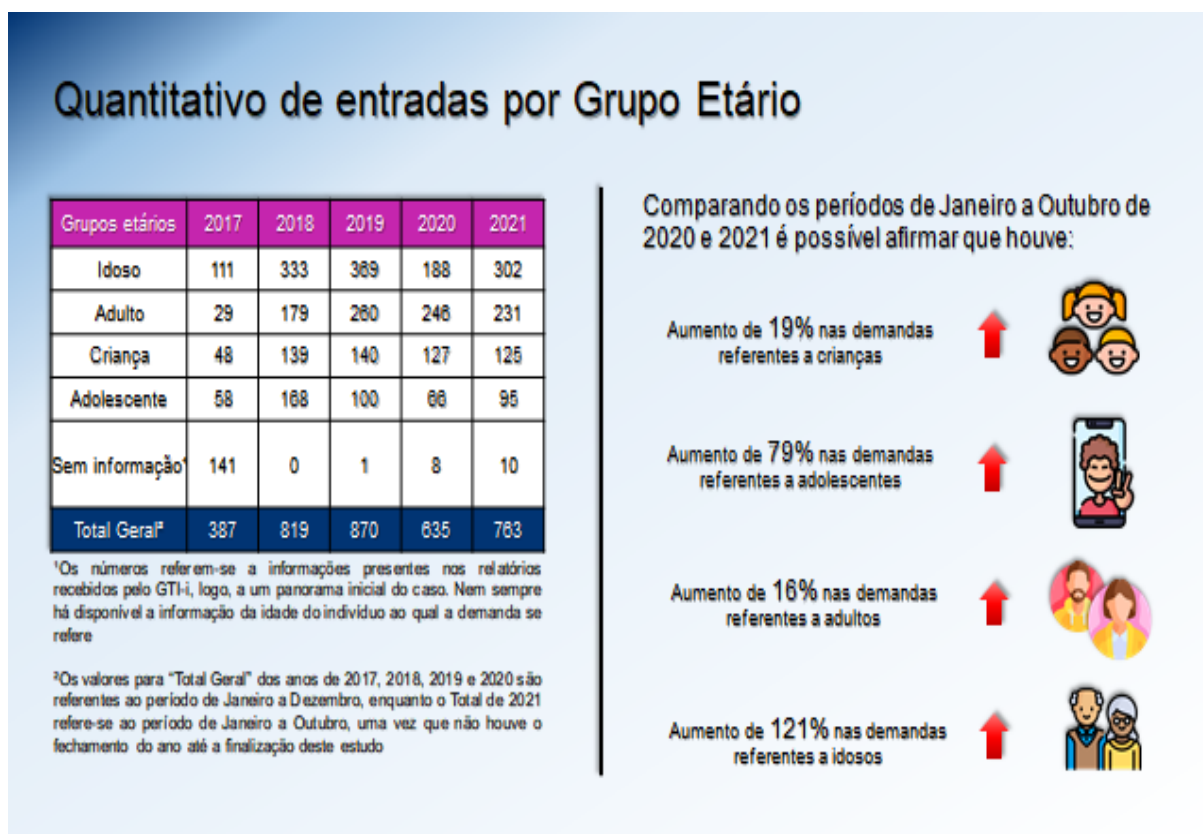 Quantitativo de entradas por Grupo Etário
Grupos etários 2017 2018 2019 2020 2021
Idoso 111 333 369 188 302
Adulto 29 179 260 246 231
Criança 48 139 140 127 125
Adolescente 58 168 100 66 95
Sem informação¹ 141 0 1 8 10
Total Geral² 387 819 870 635 763
¹Os números referem-se a informações presentes nos relatórios
recebidos pelo GTI-i, logo, a um panorama inicial do caso. Nem sempre
há disponível a informação da idade do indivíduo ao qual a demanda se
refere
²Os valores para “Total Geral” dos anos de 2017, 2018, 2019 e 2020 são
referentes ao período de Janeiro a Dezembro, enquanto o Total de 2021
refere-se ao período de Janeiro a Outubro, uma vez que não houve o
fechamento do ano até a finalização deste estudo
Comparando os períodos de Janeiro a Outubro de
2020 e 2021 é possível afirmar que houve:
Aumento de 19% nas demandas
referentes a crianças
Aumento de 79% nas demandas
referentes a adolescentes
Aumento de 16% nas demandas
referentes a adultos
Aumento de 121% nas demandas
referentes a idosos